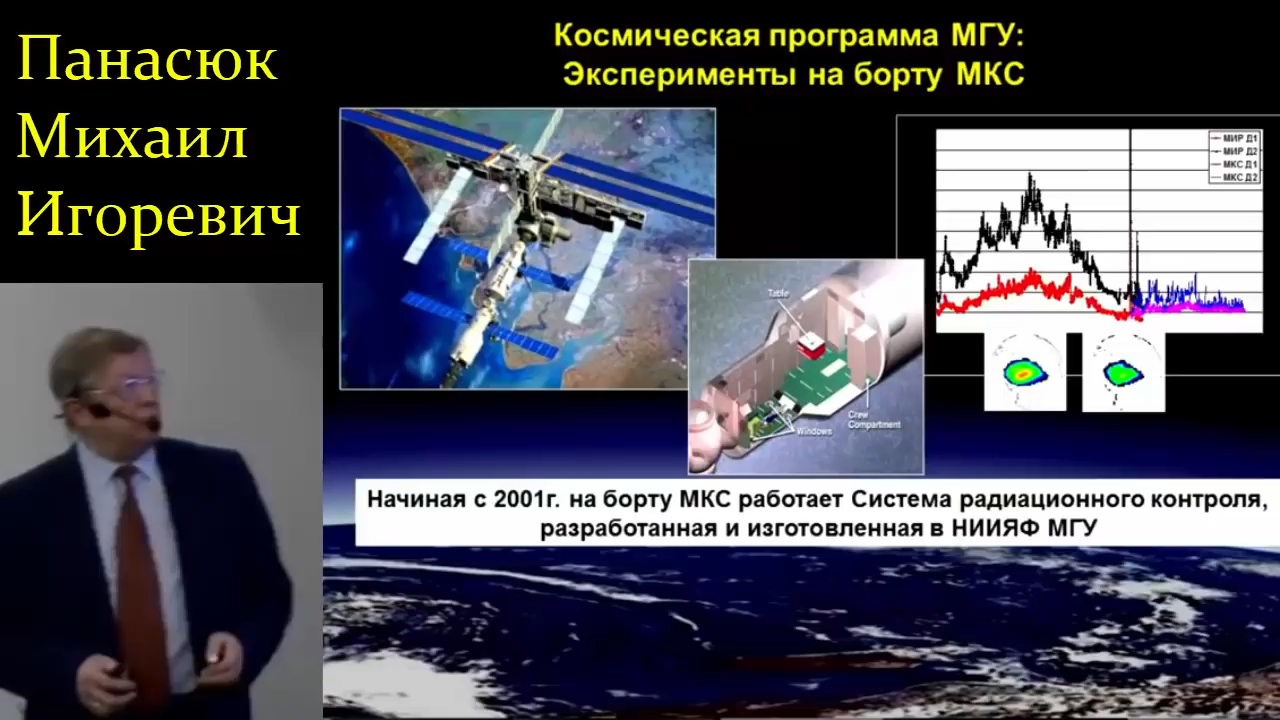 Панасюк
Михаил
Игоревич
Космическая программа МГУ:
Эксперименты на борту МКС
МИР Д1
МИР Д2
МКС Д1
МКС Д2
Table
Windows
Crew
Compartment
Начиная с 2001г. на борту МКС работает Система радиационного контроля,
разработанная и изготовленная в НИИЯФ МГУ